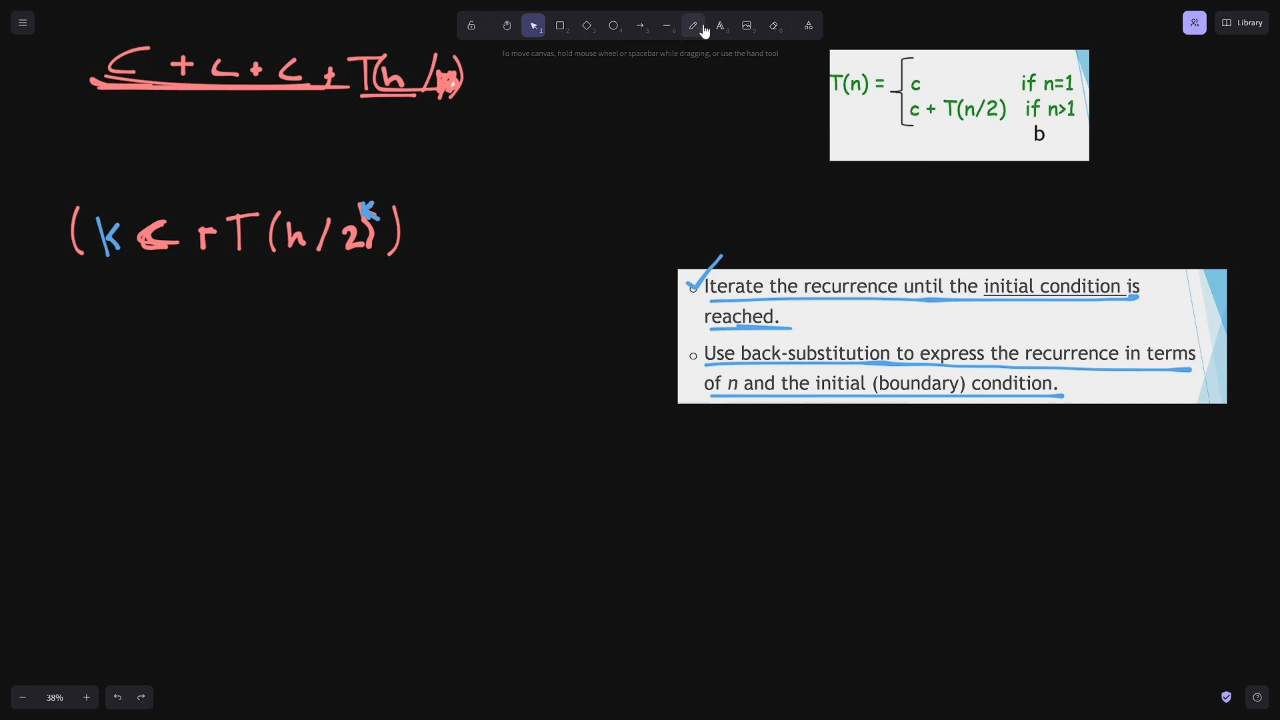 Library
To move canvas, hold mouse wheel or spacebar while dragging, or use the hand tool
C + c + c + T(n/
T(n) = { c if n=1
c + T(n/2) if n>1
b
(k c + T(n/2^k))
Iterate the recurrence until the initial condition is
reached.
Use back-substitution to express the recurrence in terms
of n and the initial (boundary) condition.
38%